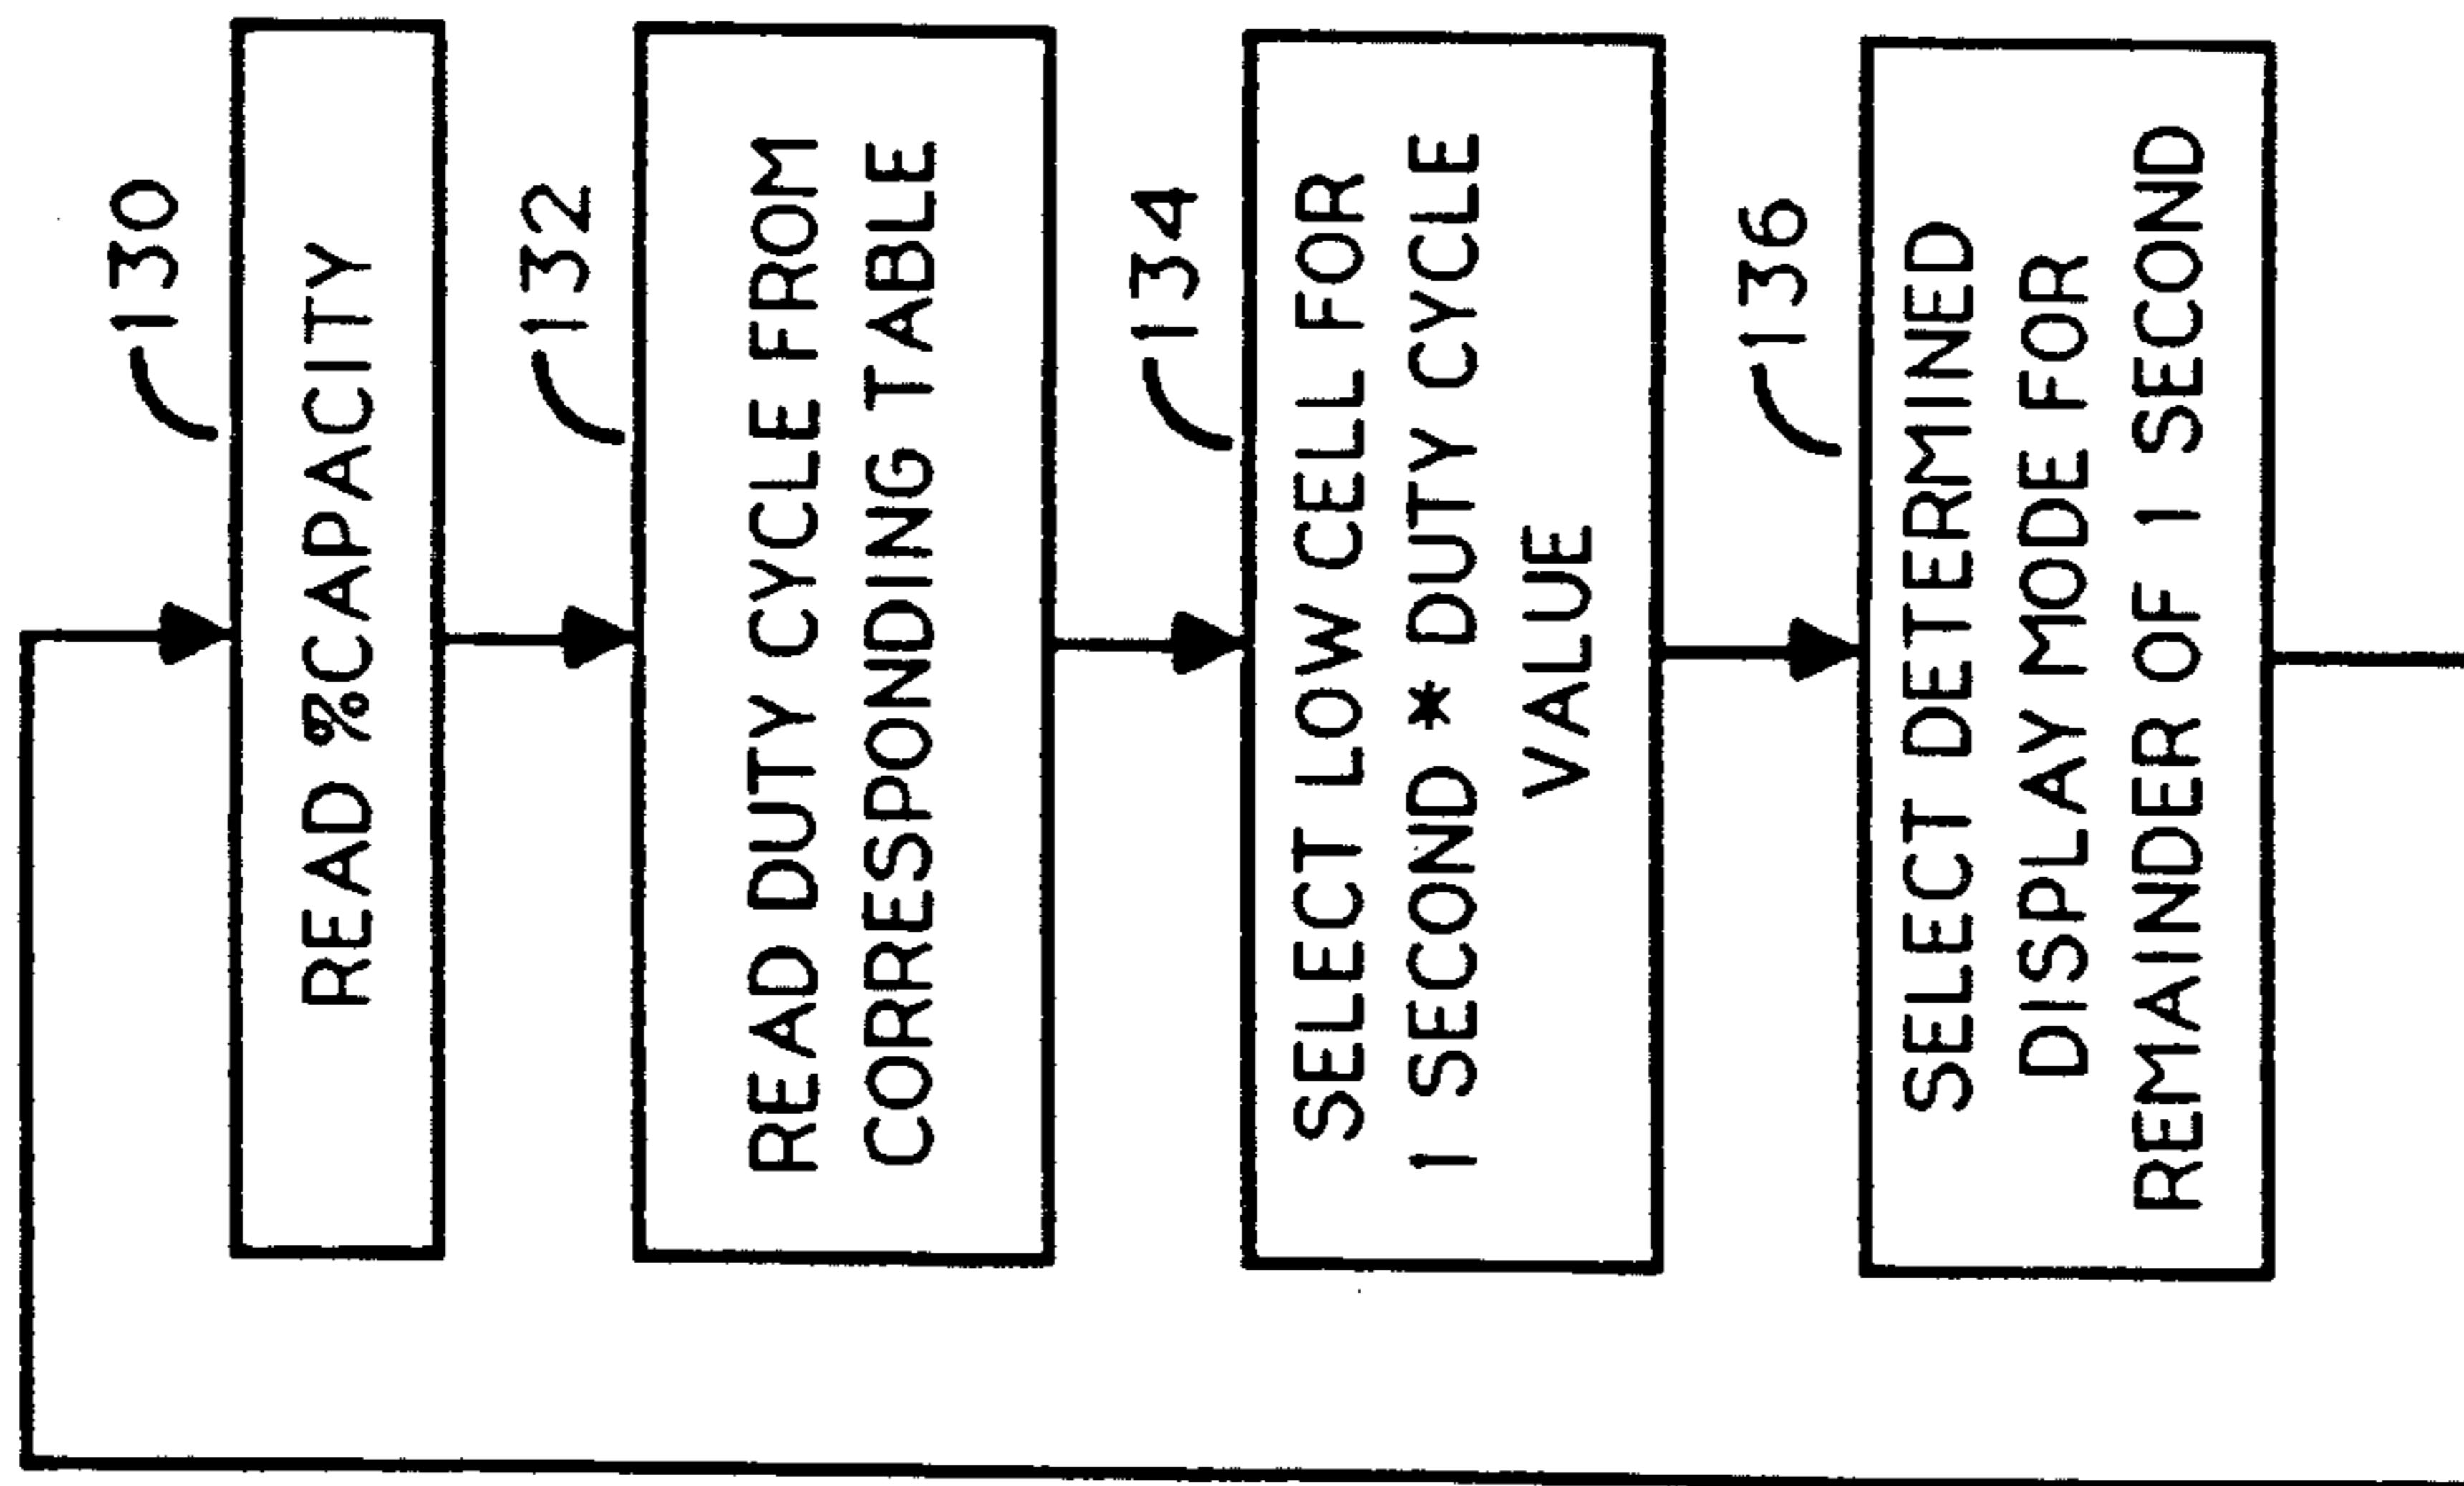 130
READ %CAPACITY
132
READ DUTY CYCLE FROM
CORRESPONDING TABLE
134
SELECT LOW CELL FOR
1 SECOND * DUTY CYCLE
VALUE
136
SELECT DETERMINED
DISPLAY MODE FOR
REMAINDER OF 1 SECOND